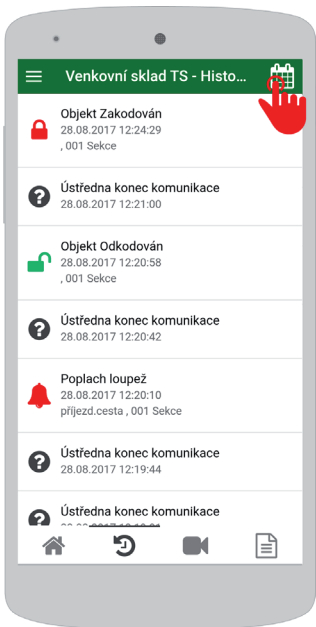 Venkovní sklad TS - Histo...
Objekt Zakodován
28.08.2017 12:24:29
, 001 Sekce
Ústředna konec komunikace
28.08.2017 12:21:00
Objekt Odkodován
28.08.2017 12:20:58
, 001 Sekce
Ústředna konec komunikace
28.08.2017 12:20:42
Poplach loupež
28.08.2017 12:20:10
příjezd.cesta , 001 Sekce
Ústředna konec komunikace
28.08.2017 12:19:44
Ústředna konec komunikace